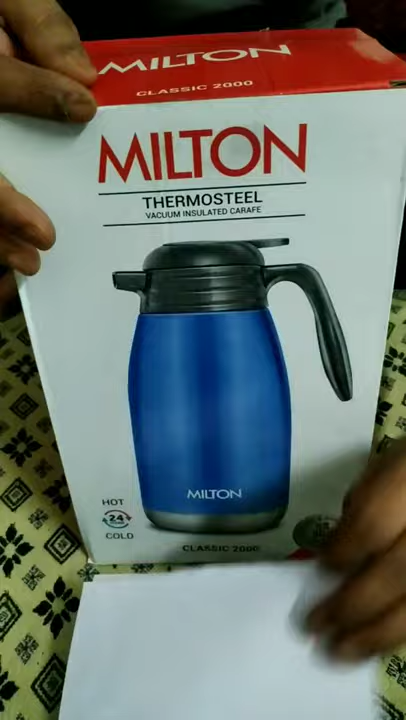 MILTON
CLASSIC 2000
MILTON
THERMOSTEEL
VACUUM INSULATED CARAFE
MILTON
HOT
24
COLD
CLASSIC 2000